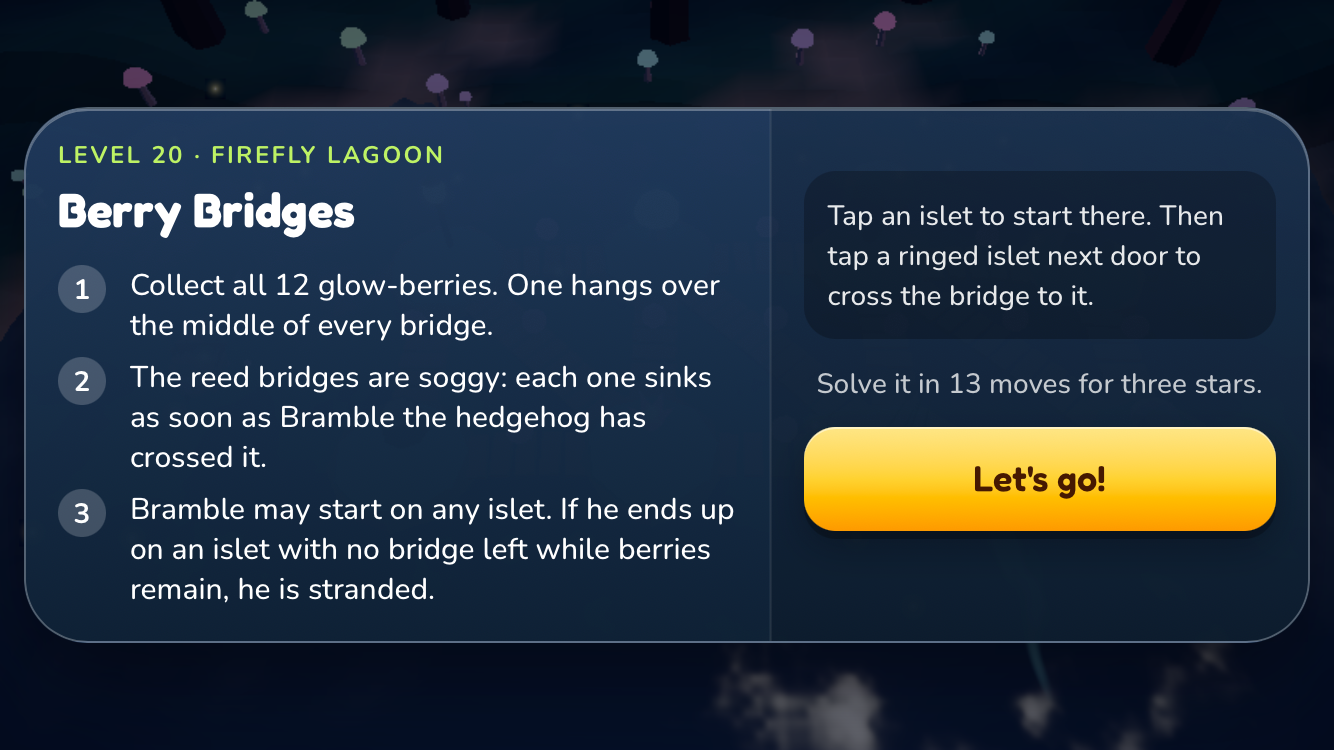 LEVEL 20 · FIREFLY LAGOON
Berry Bridges
1
Collect all 12 glow-berries. One hangs over
the middle of every bridge.
2
The reed bridges are soggy: each one sinks
as soon as Bramble the hedgehog has
crossed it.
3
Bramble may start on any islet. If he ends up
on an islet with no bridge left while berries
remain, he is stranded.
Tap an islet to start there. Then
tap a ringed islet next door to
cross the bridge to it.
Solve it in 13 moves for three stars.
Let's go!